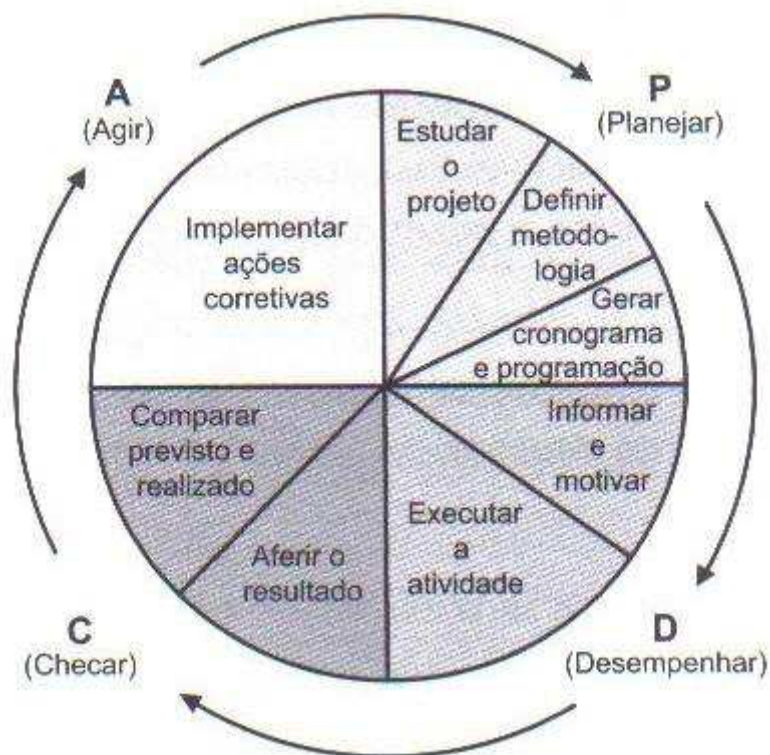 A
(Agir)
P
(Planejar)
Estudar
o
projeto
Definir
metodo-
logia
Gerar
cronograma
e programação
Informar
e
motivar
Executar
a
atividade
D
(Desempenhar)
Aferir o
resultado
C
(Checar)
Comparar
previsto e
realizado
Implementar
ações
corretivas